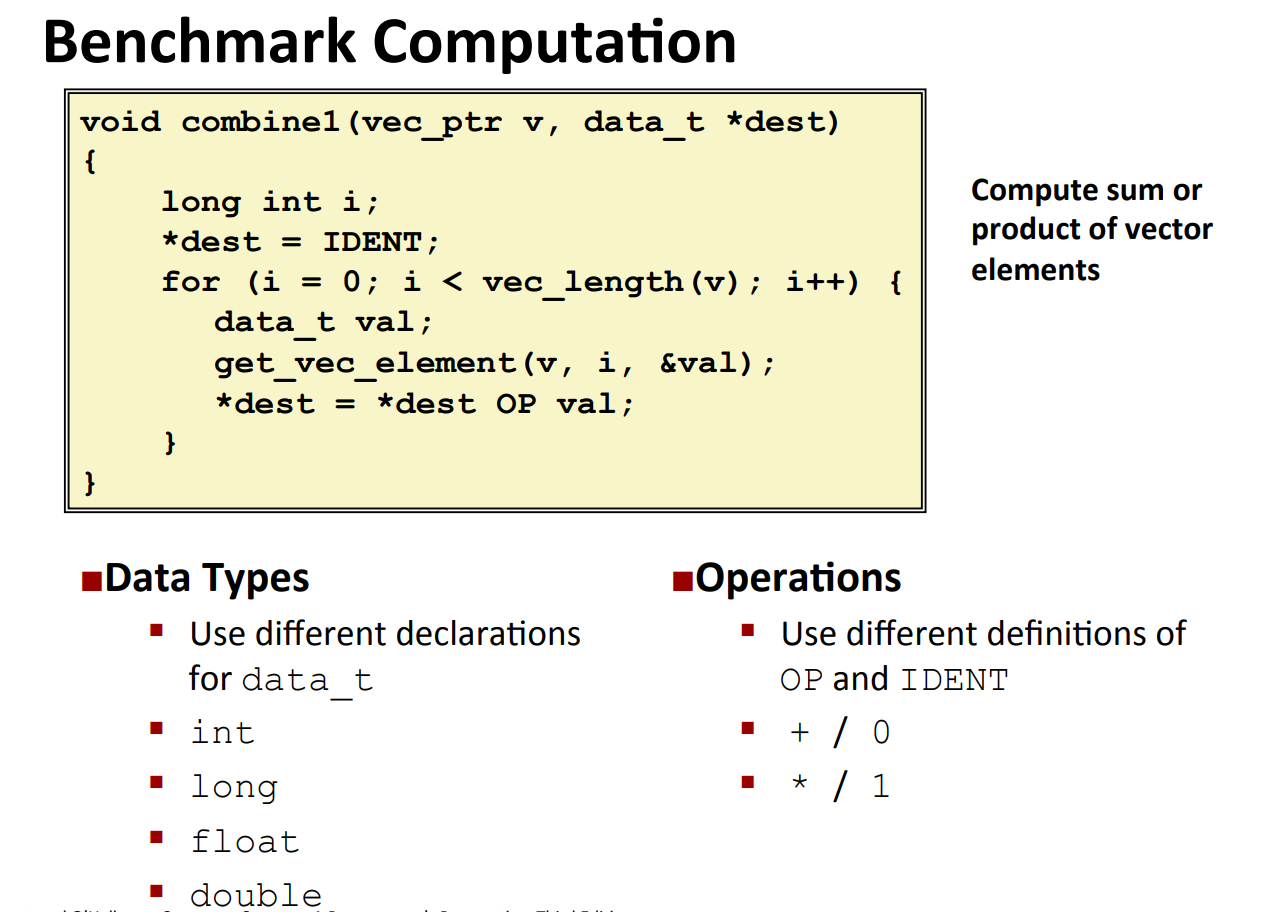 Benchmark Computation
void combine1(vec_ptr v, data_t *dest)
{
    long int i;
    *dest = IDENT;
    for (i = 0; i < vec_length(v); i++) {
       data_t val;
       get_vec_element(v, i, &val);
       *dest = *dest OP val;
    }
}
Compute sum or
product of vector
elements
■Data Types
▪ Use different declarations
for data_t
▪ int
▪ long
▪ float
▪ double
■Operations
▪ Use different definitions of
OP and IDENT
▪ + / 0
▪ * / 1